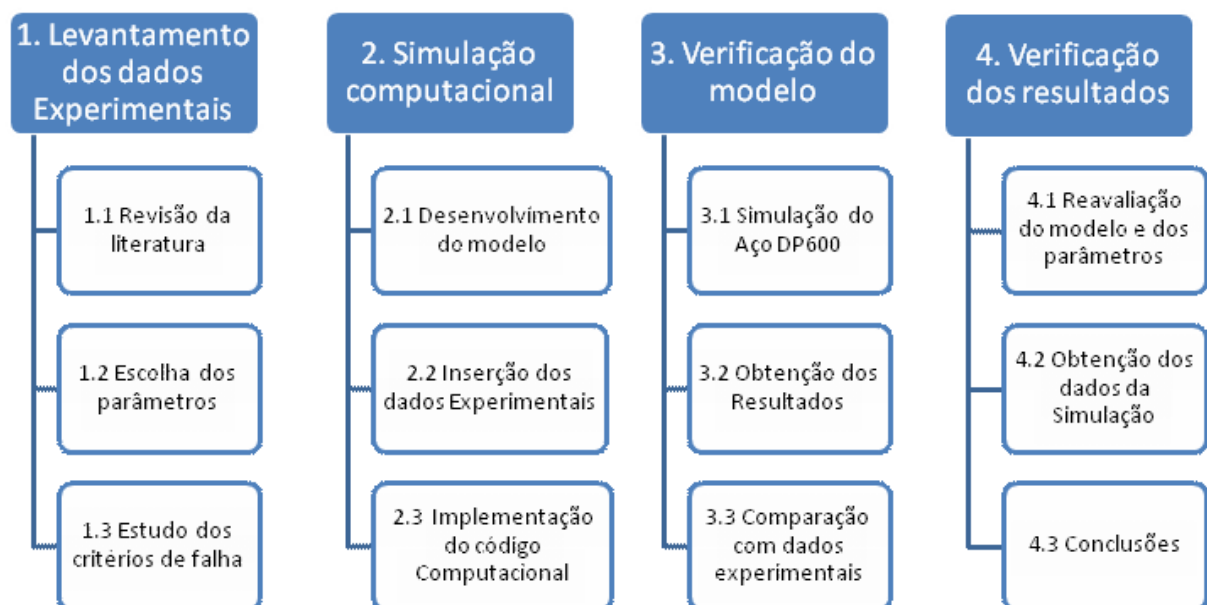 1. Levantamento
dos dados
Experimentais
1.1 Revisão da
literatura
1.2 Escolha dos
parâmetros
1.3 Estudo dos
critérios de falha
2. Simulação
computacional
2.1 Desenvolvimento
do modelo
2.2 Inserção dos
dados Experimentais
2.3 Implementação
do código
Computacional
3. Verificação do
modelo
3.1 Simulação do
Aço DP600
3.2 Obtenção dos
Resultados
3.3 Comparação
com dados
experimentais
4. Verificação
dos resultados
4.1 Reavaliação
do modelo e dos
parâmetros
4.2 Obtenção dos
dados da
Simulação
4.3 Conclusões